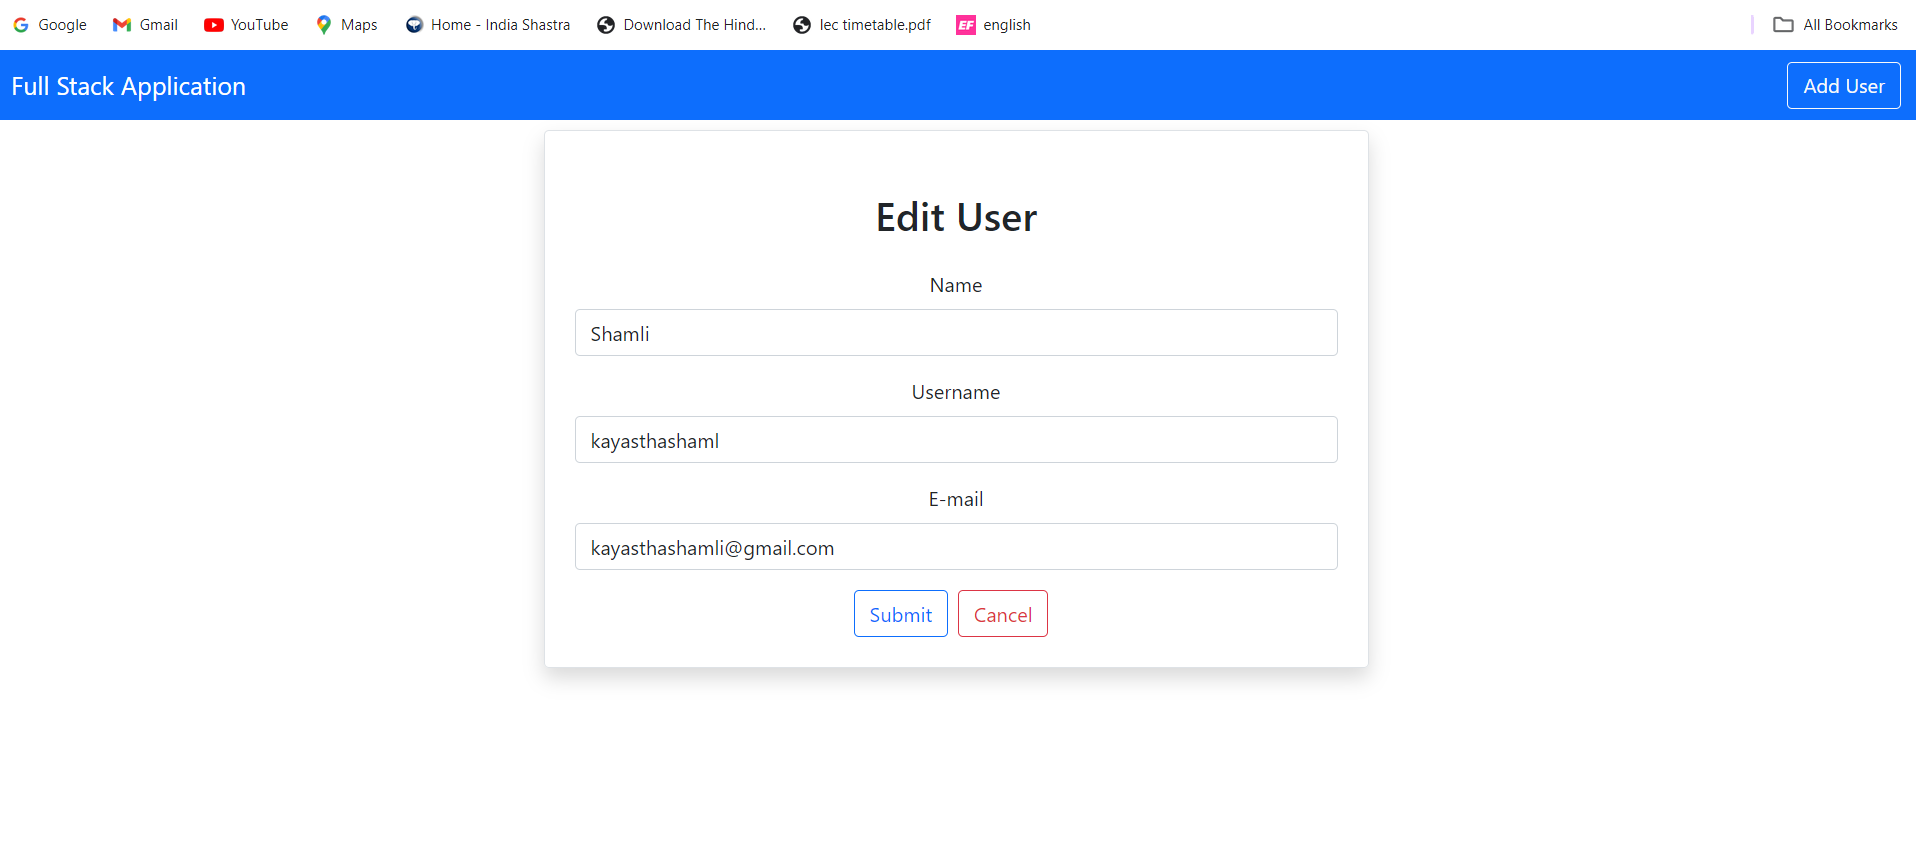 Google Gmail YouTube Maps Home - India Shastra Download The Hind... lec timetable.pdf EF english All Bookmarks
Full Stack Application Add User
Edit User
Name
Shamli
Username
kayasthashaml
E-mail
kayasthashamli@gmail.com
Submit Cancel